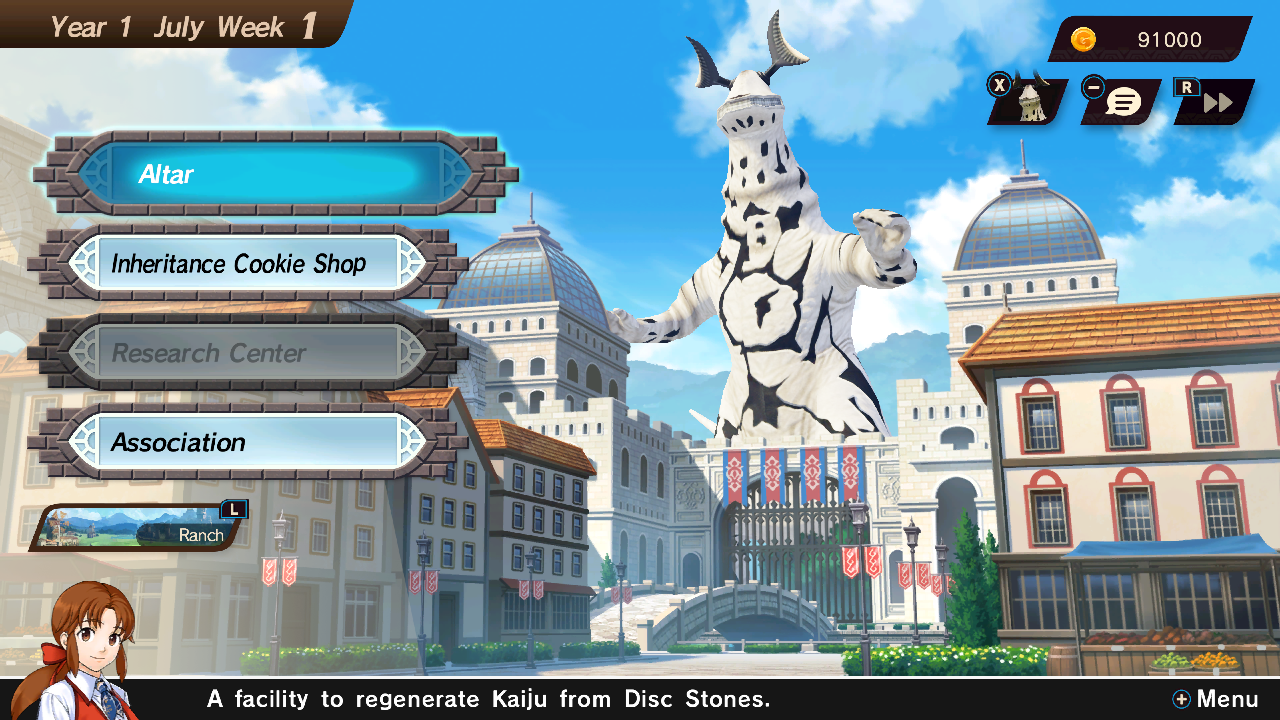 Year 1 July Week 1
91000
X
R
Altar
Inheritance Cookie Shop
Research Center
Association
L
Ranch
A facility to regenerate Kaiju from Disc Stones.
Menu